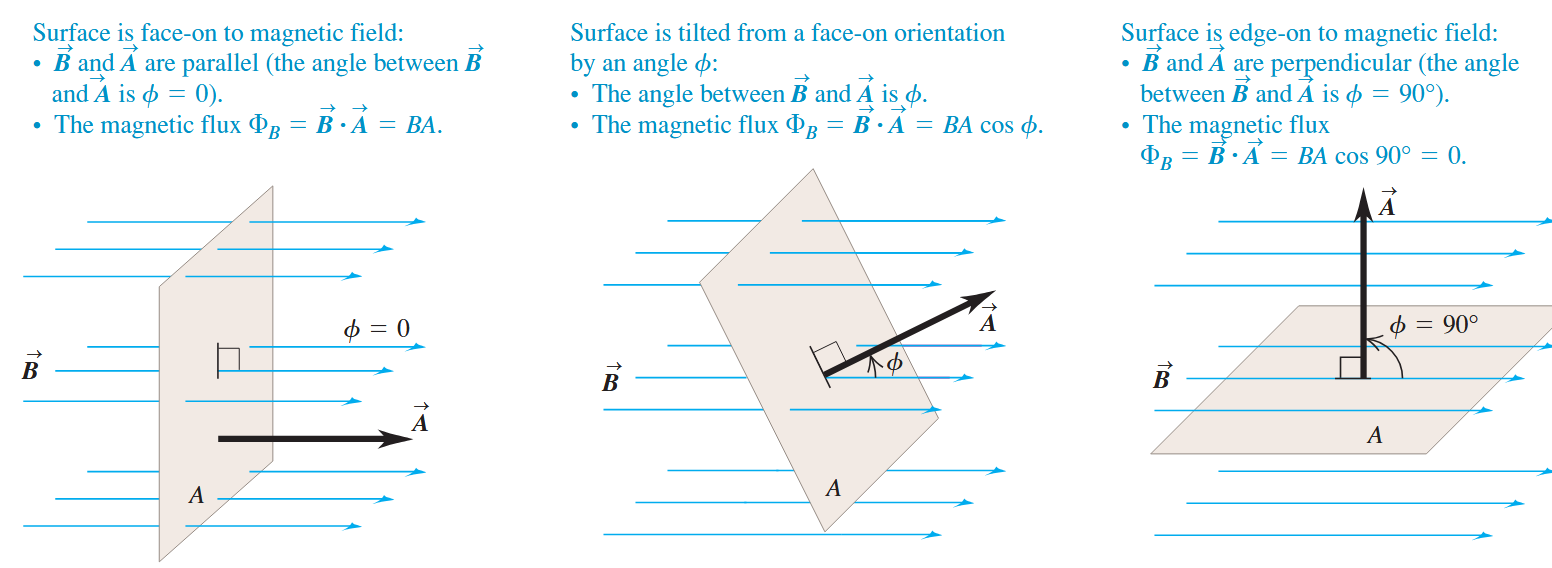 Surface is face-on to magnetic field:
• B⃗ and A⃗ are parallel (the angle between B⃗
and A⃗ is ϕ = 0).
• The magnetic flux Φ_B = B⃗ · A⃗ = BA.
ϕ = 0
B⃗
A⃗
A
Surface is tilted from a face-on orientation
by an angle ϕ:
• The angle between B⃗ and A⃗ is ϕ.
• The magnetic flux Φ_B = B⃗ · A⃗ = BA cos ϕ.
A⃗
ϕ
B⃗
A
Surface is edge-on to magnetic field:
• B⃗ and A⃗ are perpendicular (the angle
between B⃗ and A⃗ is ϕ = 90°).
• The magnetic flux
Φ_B = B⃗ · A⃗ = BA cos 90° = 0.
A⃗
ϕ = 90°
B⃗
A